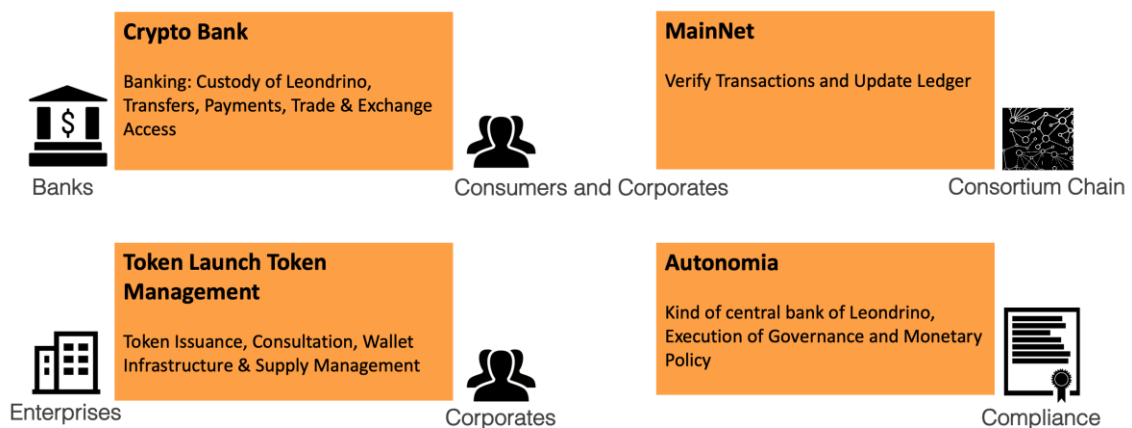 Crypto Bank
Banking: Custody of Leondrino,
Transfers, Payments, Trade & Exchange
Access
$
Banks
Consumers and Corporates
MainNet
Verify Transactions and Update Ledger
Consortium Chain
Token Launch Token
Management
Token Issuance, Consultation, Wallet
Infrastructure & Supply Management
Enterprises
Corporates
Autonomia
Kind of central bank of Leondrino,
Execution of Governance and Monetary
Policy
Compliance